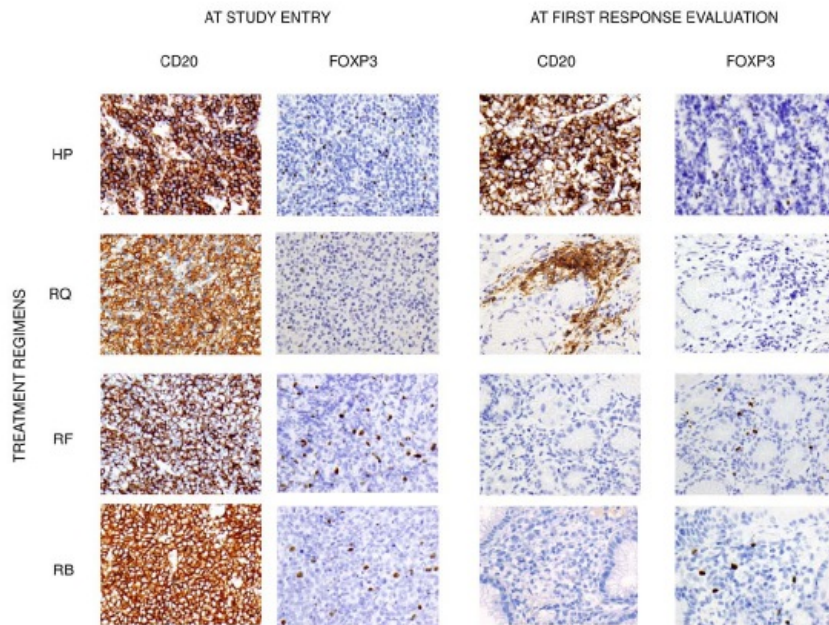 AT STUDY ENTRY
AT FIRST RESPONSE EVALUATION
CD20
FOXP3
CD20
FOXP3
TREATMENT REGIMENS
HP
RQ
RF
RB